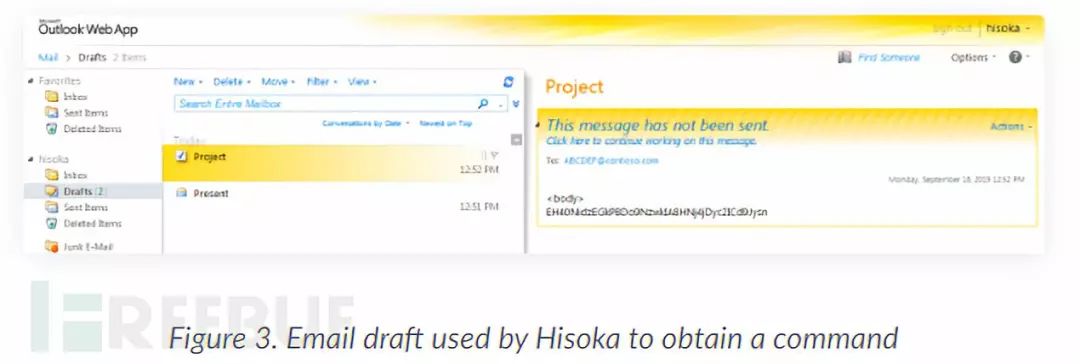 Microsoft
Outlook Web App
sign out | hisoka
Mail > Drafts 2 Items
Find Someone
Options
Favorites
Inbox
Sent Items
Deleted Items
hisoka
Inbox
Drafts (2)
Sent Items
Deleted Items
Junk E-Mail
New Delete Move Filter View
Search Entire Mailbox
Conversations by Date Newest on Top
Today
Project
12:52 PM
Present
12:51 PM
Project
This message has not been sent.
Click here to continue working on this message.
Actions
To: ABCDEF@contoso.com
Monday, September 16, 2019 12:52 PM
<body>
FREEBUF
Figure 3. Email draft used by Hisoka to obtain a command